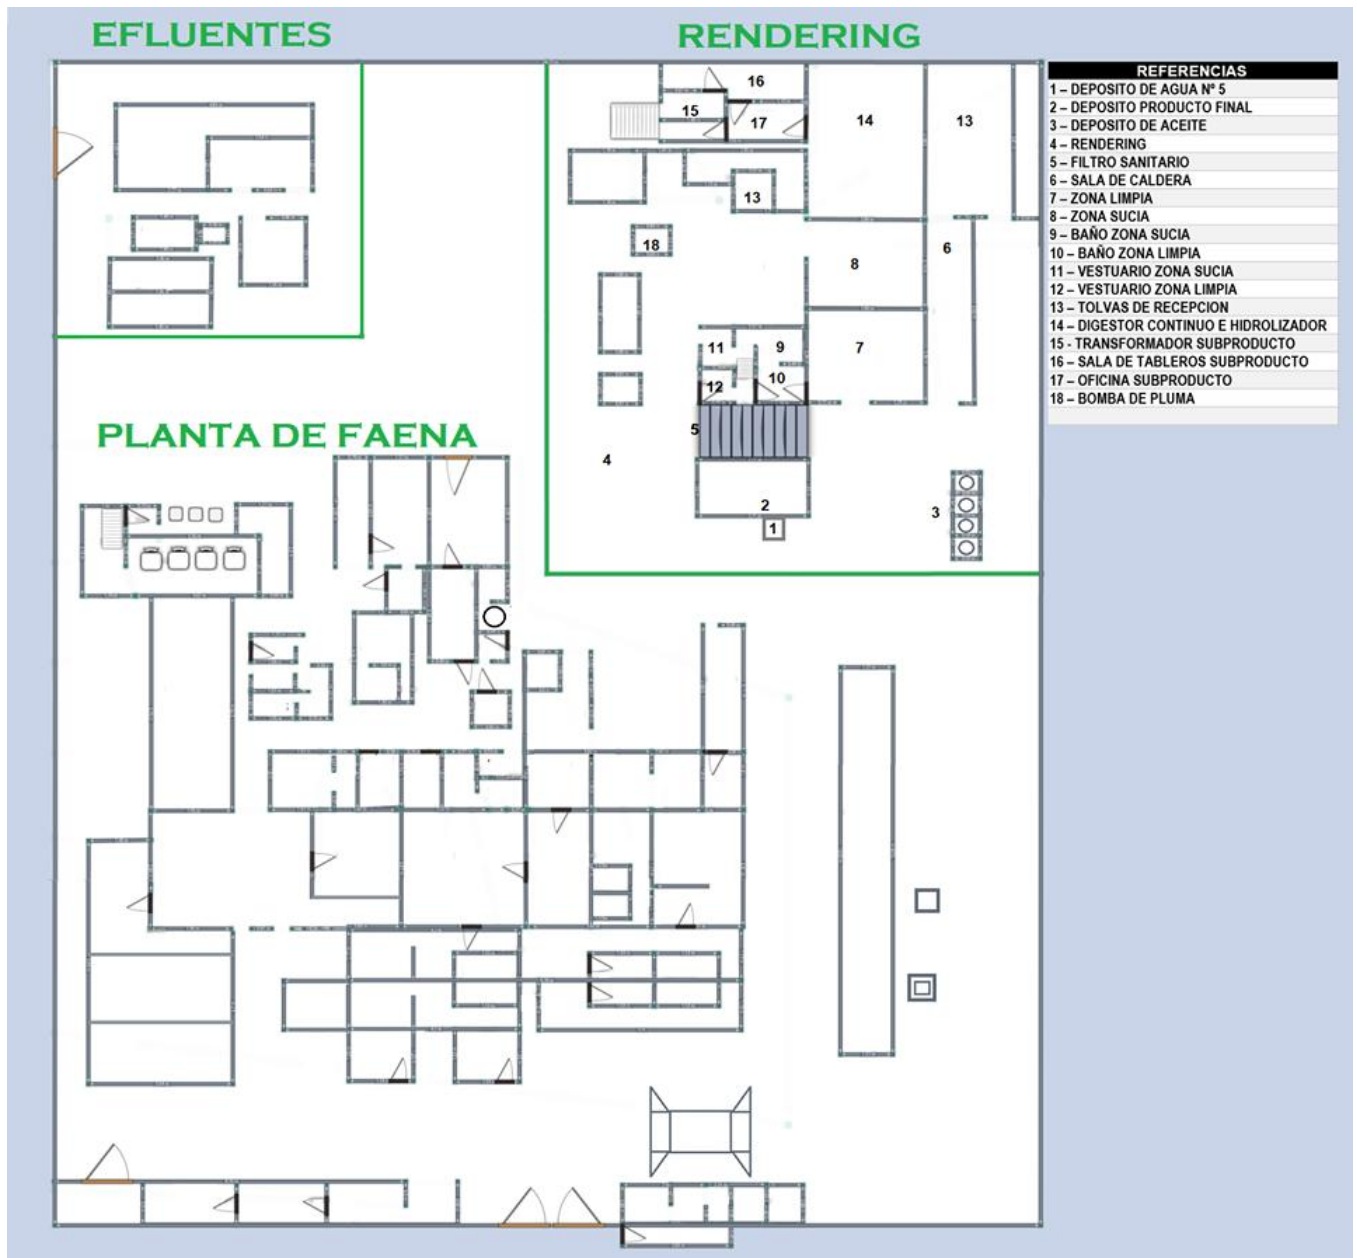 EFLUENTES
RENDERING
REFERENCIAS
1 – DEPOSITO DE AGUA Nº 5
2 – DEPOSITO PRODUCTO FINAL
3 – DEPOSITO DE ACEITE
4 – RENDERING
5 – FILTRO SANITARIO
6 – SALA DE CALDERA
7 – ZONA LIMPIA
8 – ZONA SUCIA
9 – BAÑO ZONA SUCIA
10 – BAÑO ZONA LIMPIA
11 – VESTUARIO ZONA SUCIA
12 – VESTUARIO ZONA LIMPIA
13 – TOLVAS DE RECEPCION
14 – DIGESTOR CONTINUO E HIDROLIZADOR
15 - TRANSFORMADOR SUBPRODUCTO
16 – SALA DE TABLEROS SUBPRODUCTO
17 – OFICINA SUBPRODUCTO
18 – BOMBA DE PLUMA
16
15
17
14
13
13
18
8
6
11
9
7
12
10
5
4
2
1
3
PLANTA DE FAENA